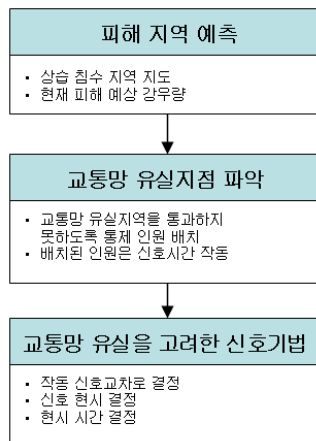 피해 지역 예측
▪ 상습 침수 지역 지도
▪ 현재 피해 예상 강우량
교통망 유실지점 파악
▪ 교통망 유실지역을 통과하지
못하도록 통제 인원 배치
▪ 배치된 인원은 신호시간 작동
교통망 유실을 고려한 신호기법
▪ 작동 신호교차로 결정
▪ 신호 현시 결정
▪ 현시 시간 결정